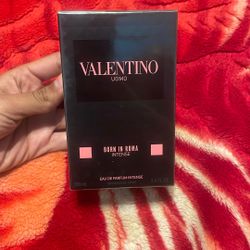 VALENTINO
UOMO
BORN IN ROMA
INTENSE
EAU DE PARFUM INTENSE